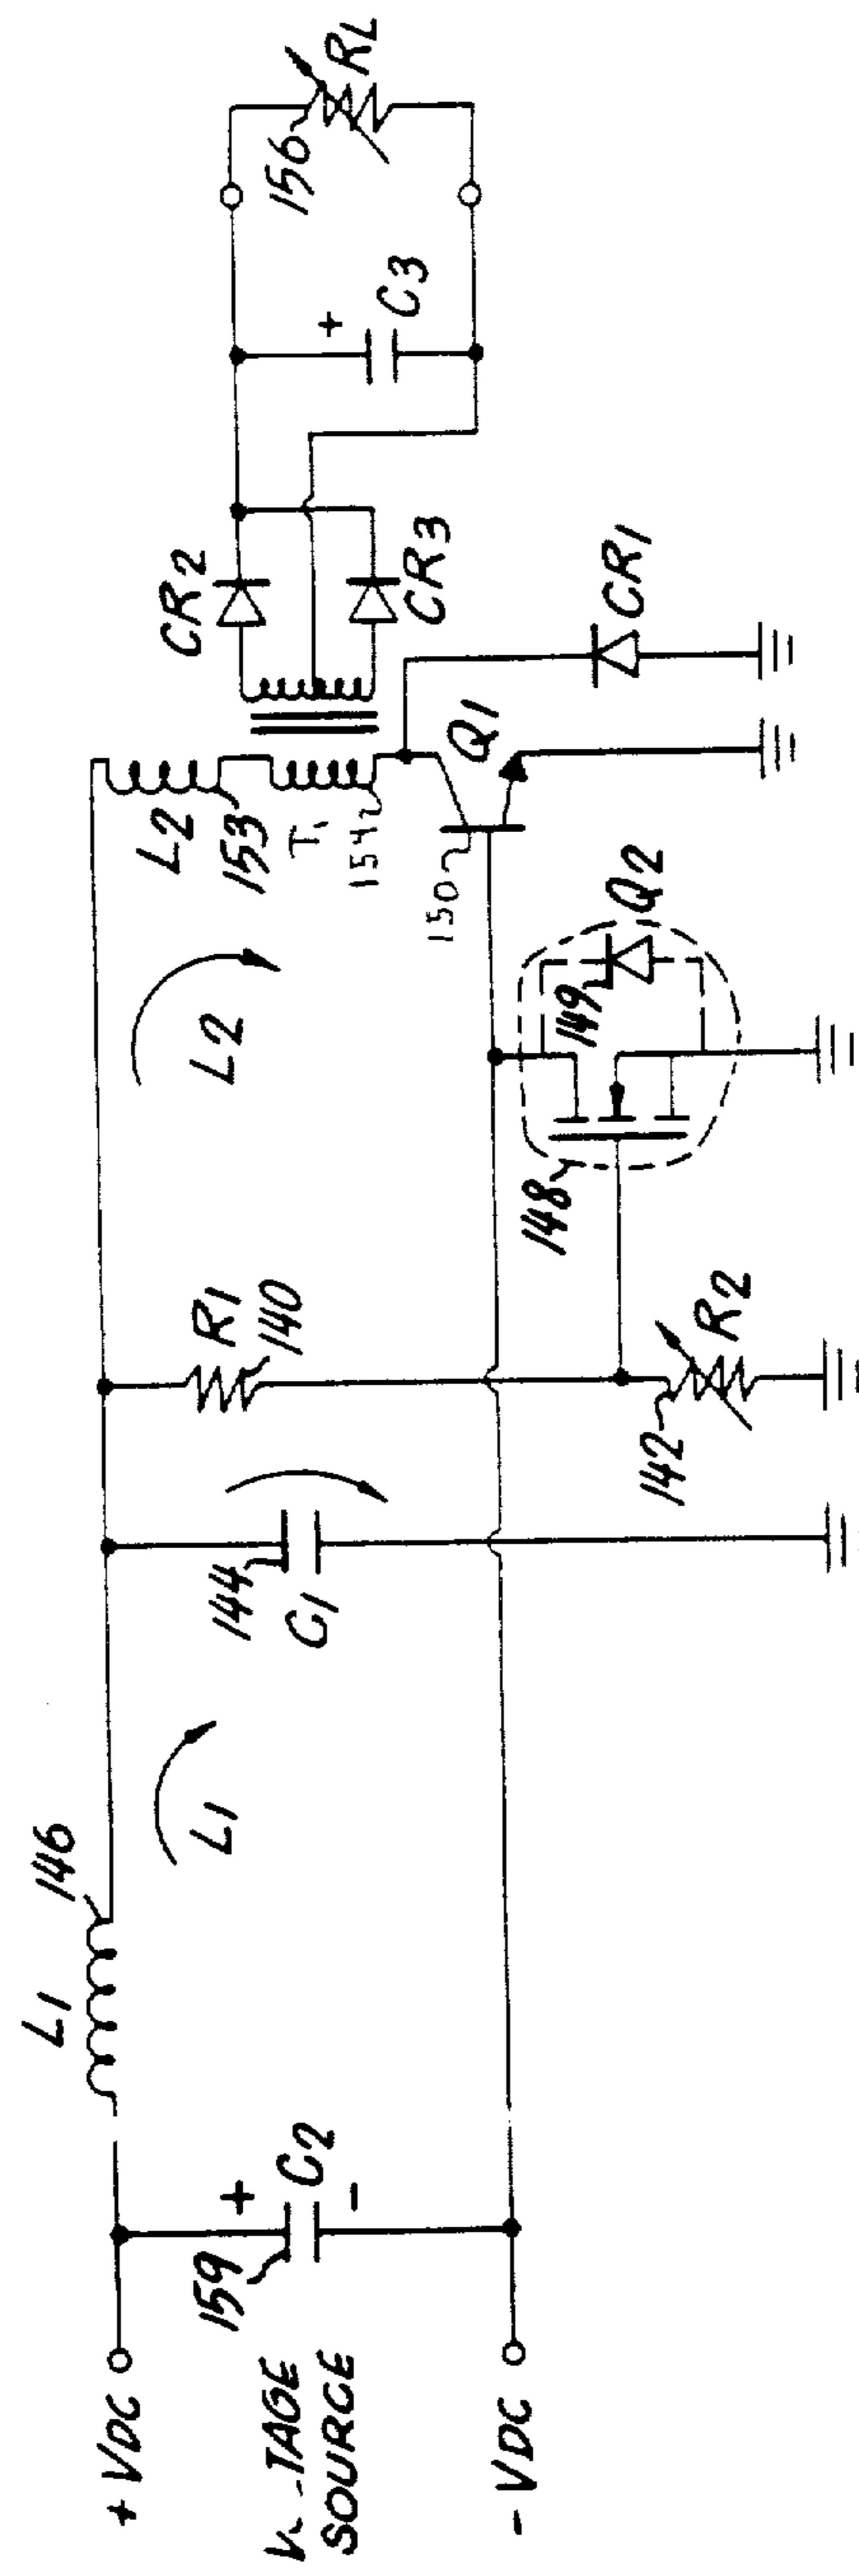 + VDC
TAGE
SOURCE
- VDC
159
C2
+
-
L1
146
L1
144
C1
R1
140
142
R2
L2
148
149
Q2
L2
153
T1
154
150
Q1
CR1
CR2
CR3
+
C3
156
RL